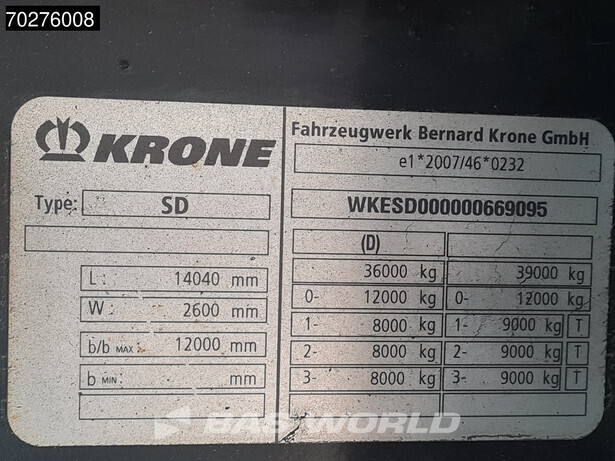 70276008
KRONE
Fahrzeugwerk Bernard Krone GmbH
e1*2007/46*0232
Type: SD
WKESD000000669095
(D)
36000 kg 39000 kg
L: 14040 mm
0- 12000 kg 0- 12000 kg
W: 2600 mm
1- 8000 kg 1- 9000 kg T
b/b MAX: 12000 mm
2- 8000 kg 2- 9000 kg T
b MIN: mm
3- 8000 kg 3- 9000 kg T
BAS WORLD